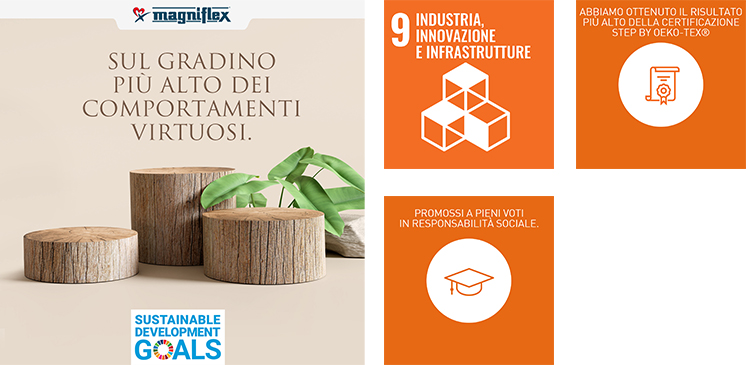 magniflex
SUL GRADINO
PIÙ ALTO DEI
COMPORTAMENTI
VIRTUOSI.
SUSTAINABLE
DEVELOPMENT
GOALS
9 INDUSTRIA,
INNOVAZIONE
E INFRASTRUTTURE
ABBIAMO OTTENUTO IL RISULTATO
PIÙ ALTO DELLA CERTIFICAZIONE
STEP BY OEKO-TEX®
PROMOSSI A PIENI VOTI
IN RESPONSABILITÀ SOCIALE.